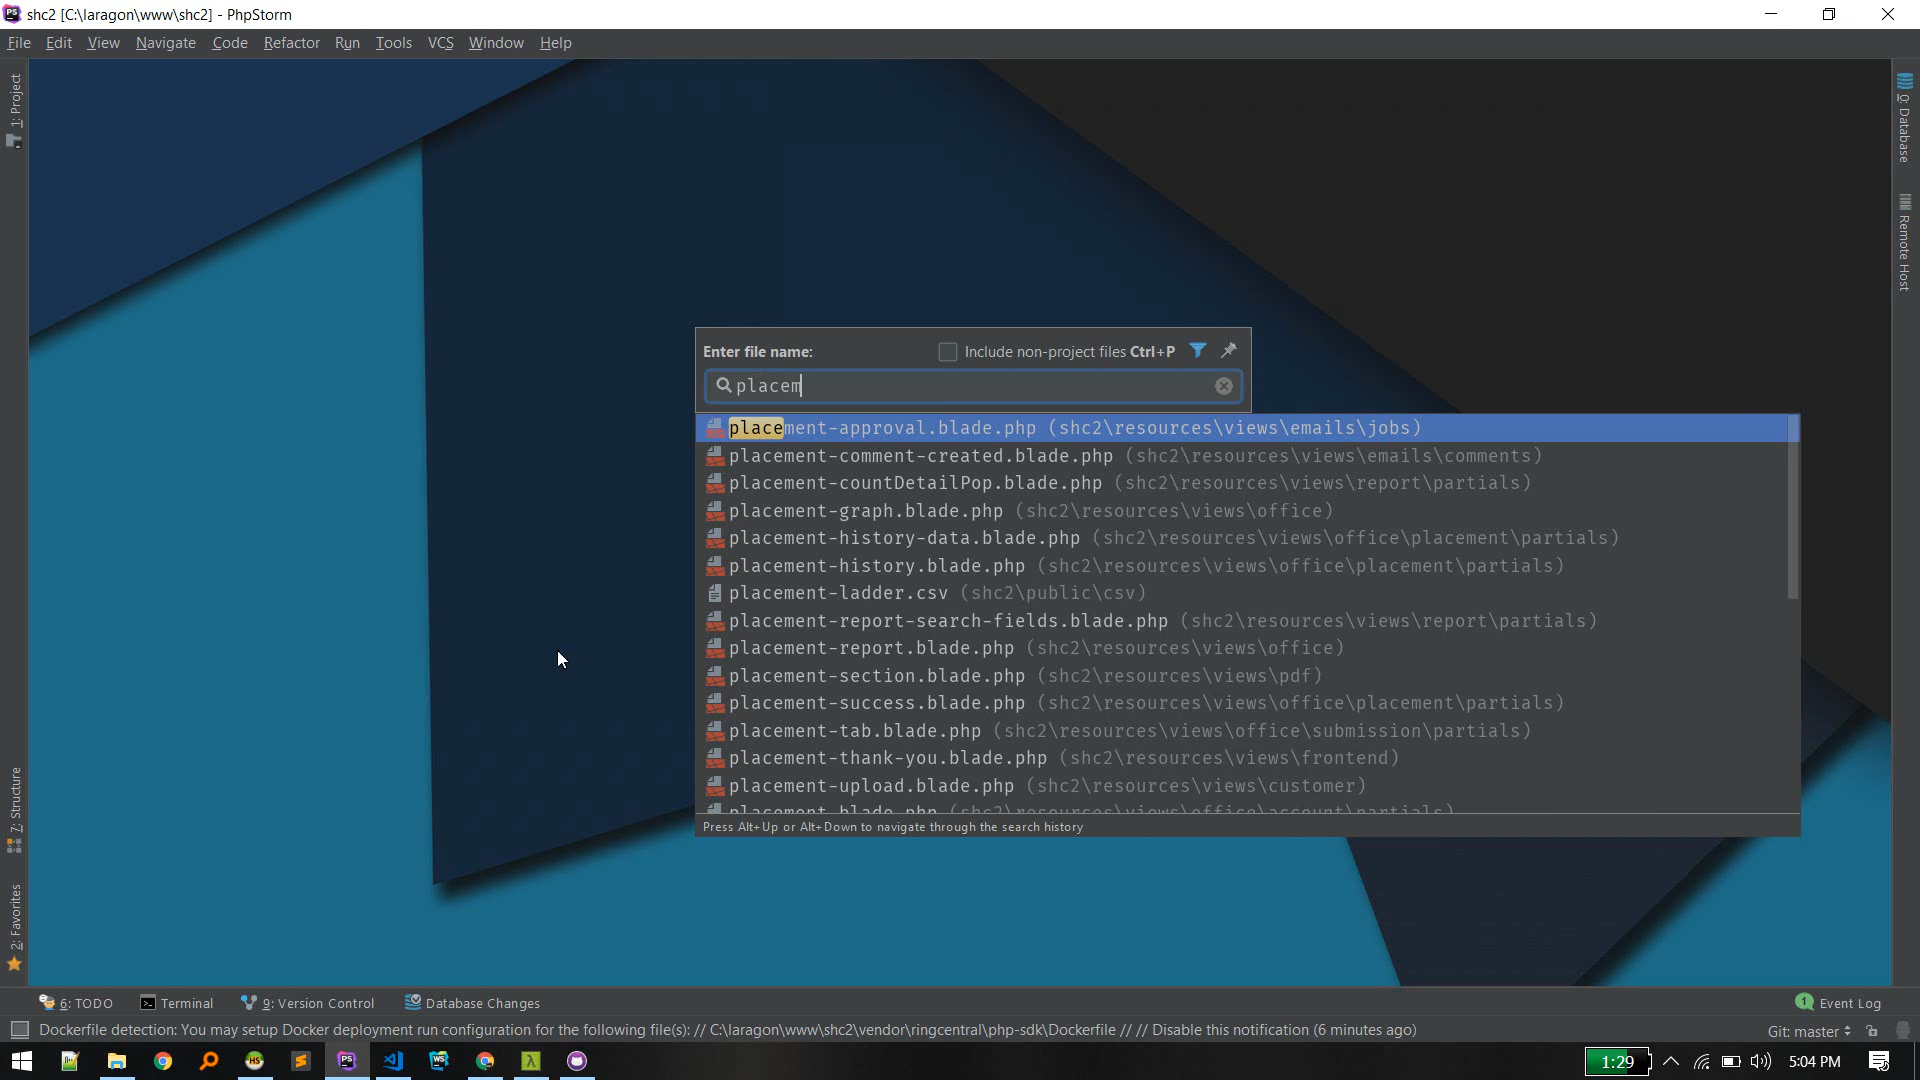 shc2 [C:\laragon\www\shc2] - PhpStorm
File Edit View Navigate Code Refactor Run Tools VCS Window Help
1: Project
0: Database
Remote Host
Enter file name:
Include non-project files Ctrl+P
placem
placement-approval.blade.php (shc2\resources\views\emails\jobs)
placement-comment-created.blade.php (shc2\resources\views\emails\comments)
placement-countDetailPop.blade.php (shc2\resources\views\report\partials)
placement-graph.blade.php (shc2\resources\views\office)
placement-history-data.blade.php (shc2\resources\views\office\placement\partials)
placement-history.blade.php (shc2\resources\views\office\placement\partials)
placement-ladder.csv (shc2\public\csv)
placement-report-search-fields.blade.php (shc2\resources\views\report\partials)
placement-report.blade.php (shc2\resources\views\office)
placement-section.blade.php (shc2\resources\views\pdf)
placement-success.blade.php (shc2\resources\views\office\placement\partials)
placement-tab.blade.php (shc2\resources\views\office\submission\partials)
placement-thank-you.blade.php (shc2\resources\views\frontend)
placement-upload.blade.php (shc2\resources\views\customer)
placement.blade.php (shc2\resources\views\office\account\partials)
Press Alt+Up or Alt+Down to navigate through the search history
7: Structure
2: Favorites
6: TODO Terminal 9: Version Control Database Changes
1 Event Log
Dockerfile detection: You may setup Docker deployment run configuration for the following file(s): // C:\laragon\www\shc2\vendor\ringcentral\php-sdk\Dockerfile // // Disable this notification (6 minutes ago)
Git: master
1:29
5:04 PM